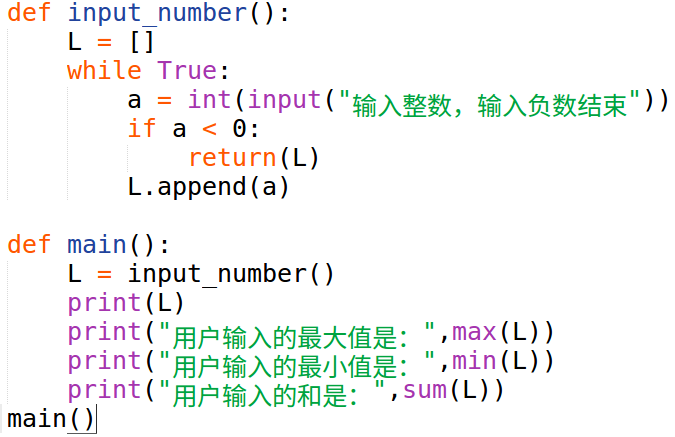 def input_number():
    L = []
    while True:
        a = int(input("输入整数，输入负数结束"))
        if a < 0:
            return(L)
        L.append(a)

def main():
    L = input_number()
    print(L)
    print("用户输入的最大值是：",max(L))
    print("用户输入的最小值是：",min(L))
    print("用户输入的和是：",sum(L))
main()